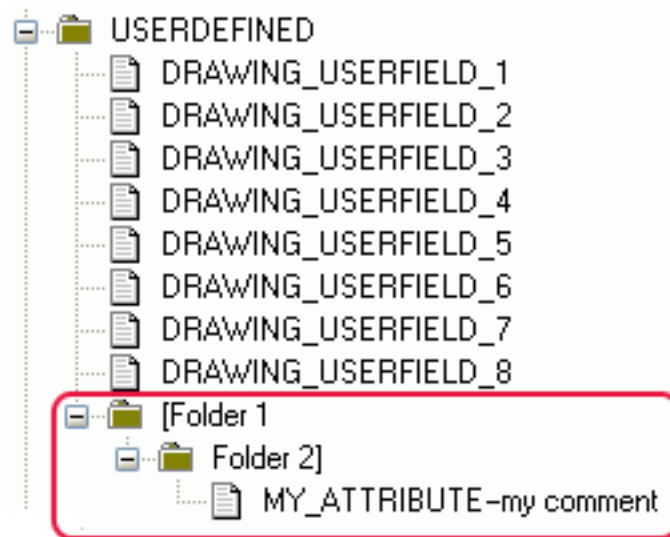 USERDEFINED
DRAWING_USERFIELD_1
DRAWING_USERFIELD_2
DRAWING_USERFIELD_3
DRAWING_USERFIELD_4
DRAWING_USERFIELD_5
DRAWING_USERFIELD_6
DRAWING_USERFIELD_7
DRAWING_USERFIELD_8
[Folder 1
Folder 2]
MY_ATTRIBUTE-my comment